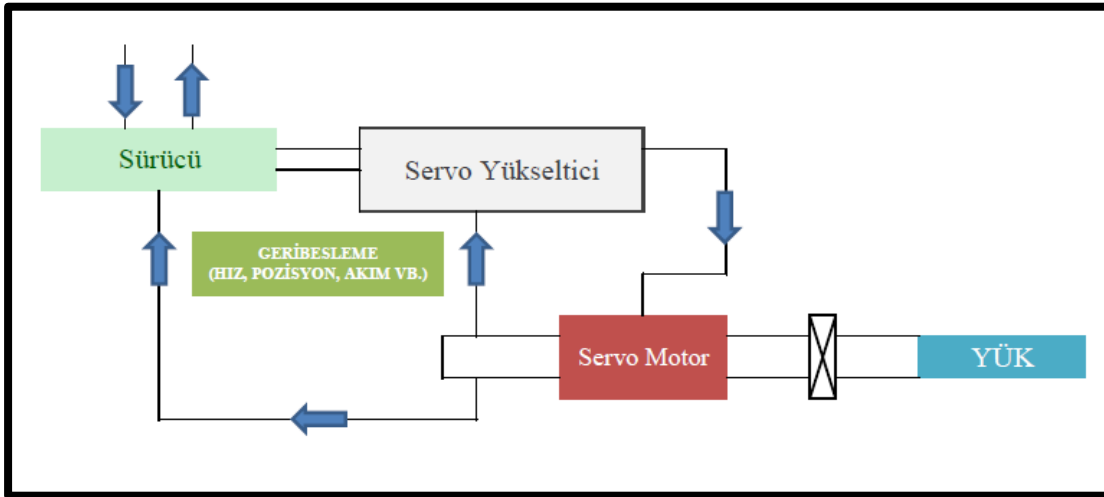 Sürücü
Servo Yükseltici
GERİBESLEME
(HIZ, POZİSYON, AKIM VB.)
Servo Motor
YÜK